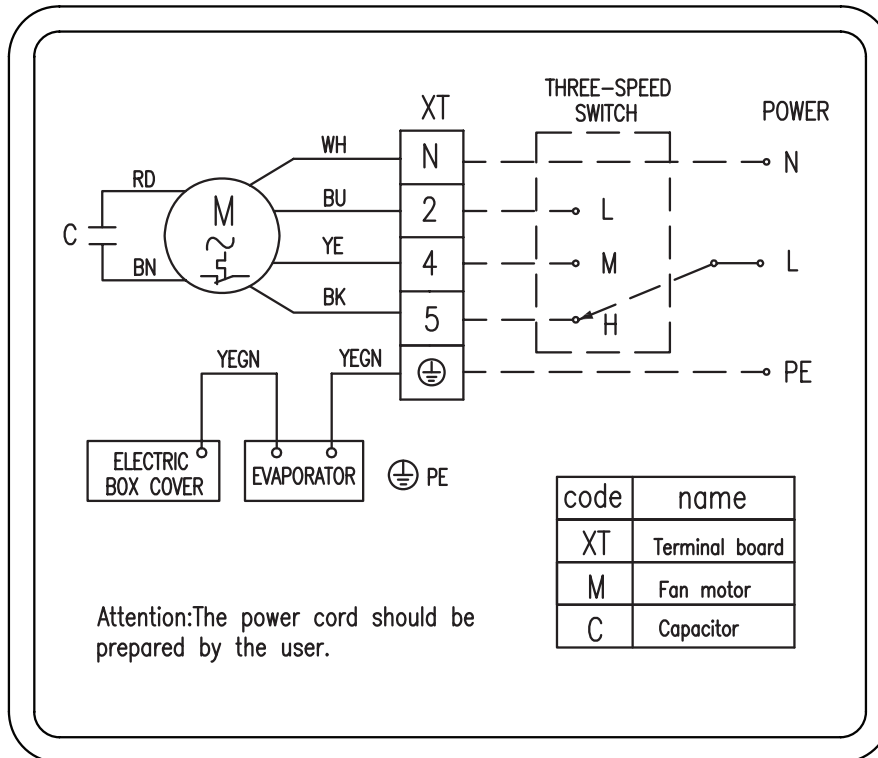 THREE-SPEED
SWITCH
XT
POWER
WH
N
N
RD
BU
2
L
M
C
YE
4
M
L
BN
BK
5
H
YEGN
YEGN
PE
ELECTRIC
BOX COVER
EVAPORATOR
PE
code name
XT Terminal board
M Fan motor
C Capacitor
Attention:The power cord should be
prepared by the user.